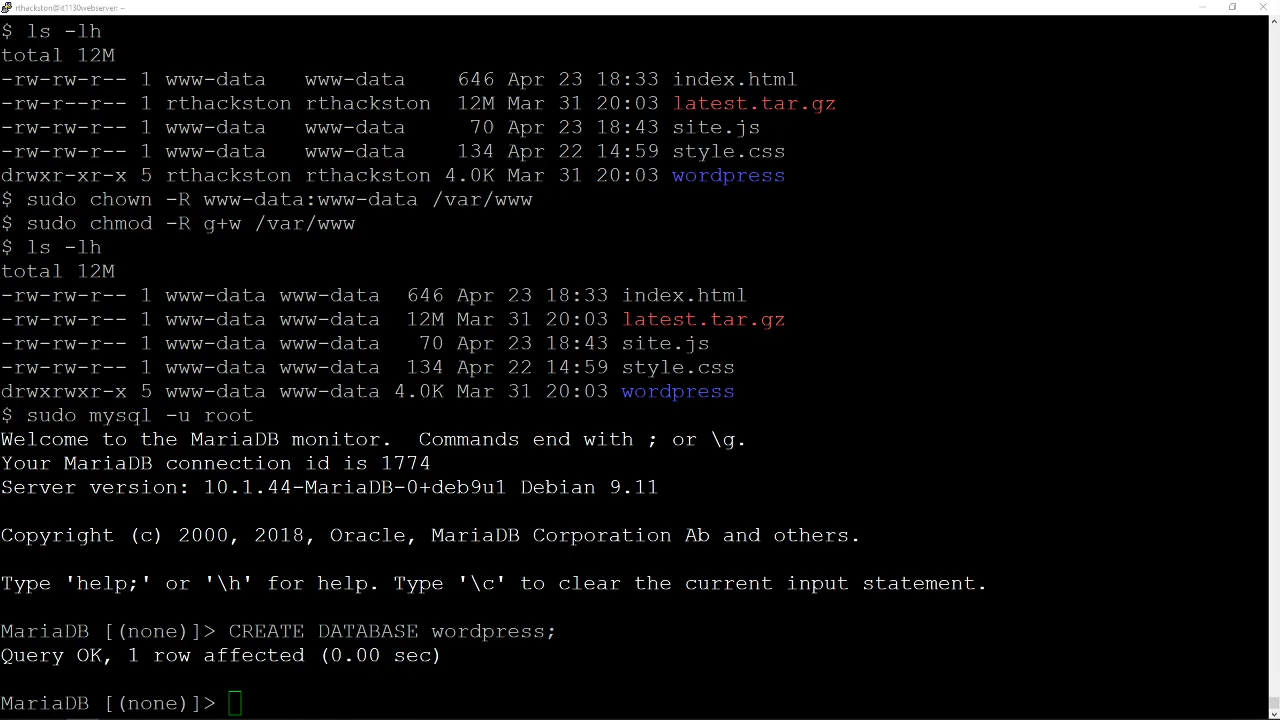 rthackston@it1130webserver: ~
$ ls -lh
total 12M
-rw-rw-r-- 1 www-data   www-data    646 Apr 23 18:33 index.html
-rw-r--r-- 1 rthackston rthackston  12M Mar 31 20:03 latest.tar.gz
-rw-rw-r-- 1 www-data   www-data     70 Apr 23 18:43 site.js
-rw-rw-r-- 1 www-data   www-data    134 Apr 22 14:59 style.css
drwxr-xr-x 5 rthackston rthackston 4.0K Mar 31 20:03 wordpress
$ sudo chown -R www-data:www-data /var/www
$ sudo chmod -R g+w /var/www
$ ls -lh
total 12M
-rw-rw-r-- 1 www-data www-data  646 Apr 23 18:33 index.html
-rw-rw-r-- 1 www-data www-data  12M Mar 31 20:03 latest.tar.gz
-rw-rw-r-- 1 www-data www-data   70 Apr 23 18:43 site.js
-rw-rw-r-- 1 www-data www-data  134 Apr 22 14:59 style.css
drwxrwxr-x 5 www-data www-data 4.0K Mar 31 20:03 wordpress
$ sudo mysql -u root
Welcome to the MariaDB monitor.  Commands end with ; or \g.
Your MariaDB connection id is 1774
Server version: 10.1.44-MariaDB-0+deb9u1 Debian 9.11
Copyright (c) 2000, 2018, Oracle, MariaDB Corporation Ab and others.
Type 'help;' or '\h' for help. Type '\c' to clear the current input statement.
MariaDB [(none)]> CREATE DATABASE wordpress;
Query OK, 1 row affected (0.00 sec)
MariaDB [(none)]>